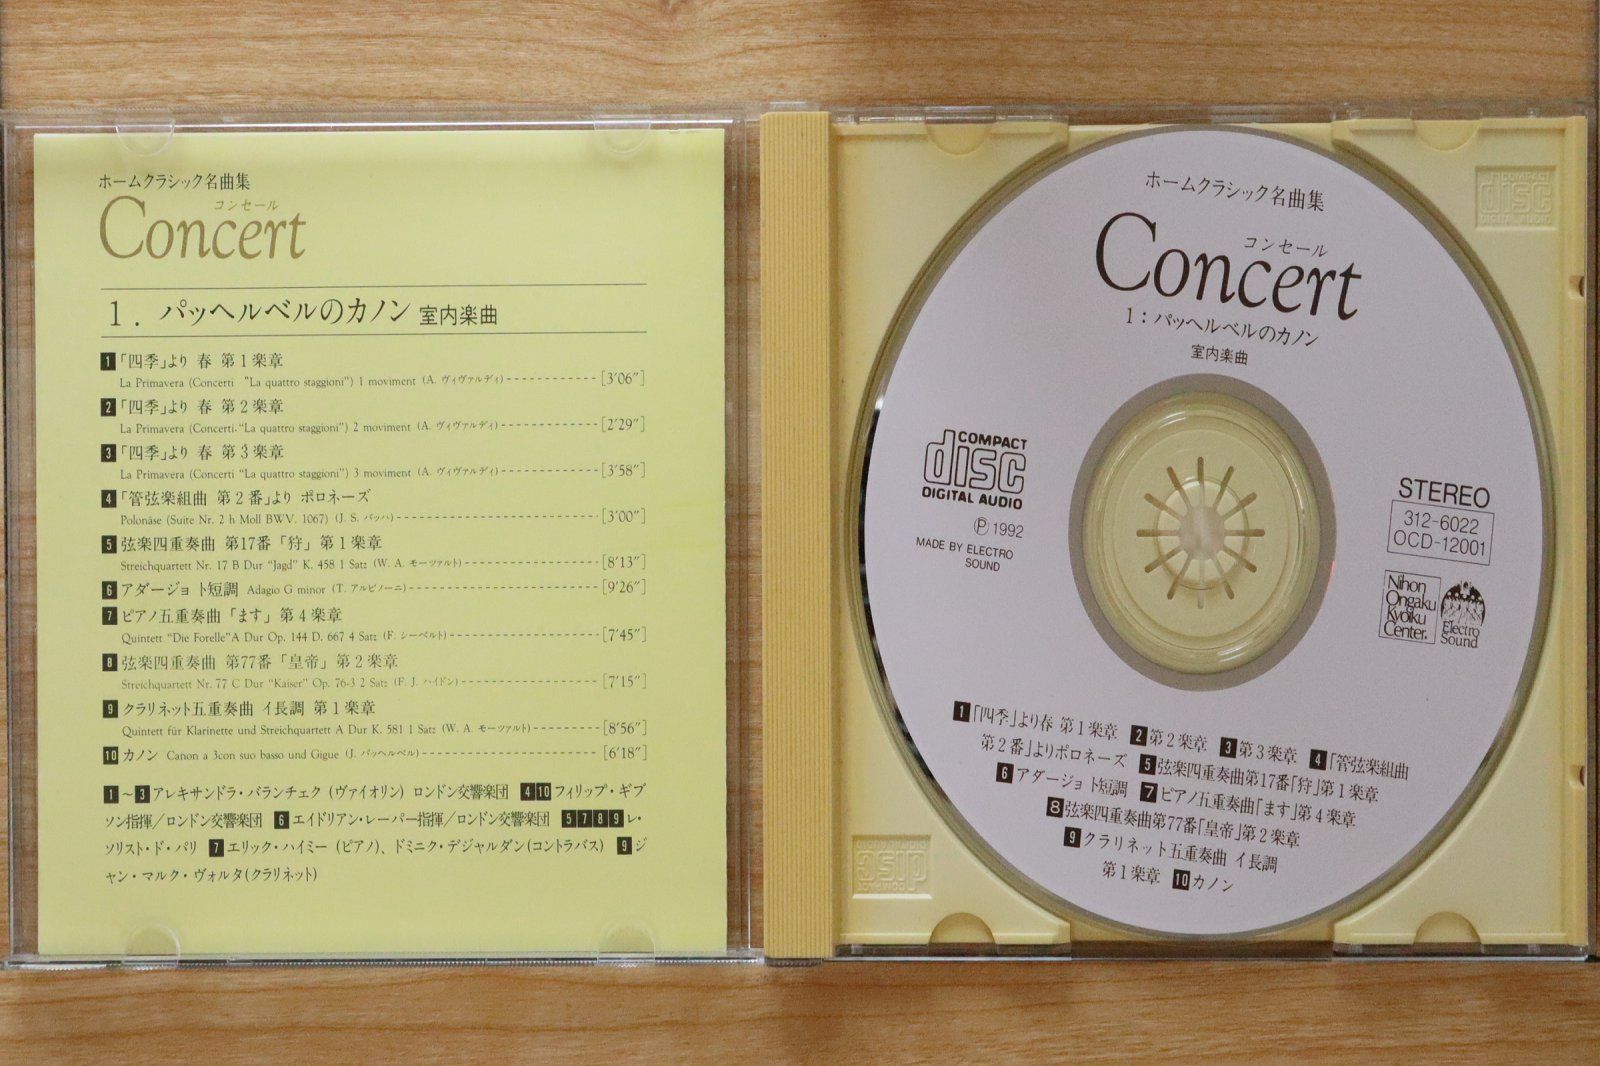 ホームクラシック名曲集
コンセール
Concert
1. パッヘルベルのカノン 室内楽曲
1「四季」より 春 第1楽章
La Primavera (Concerti “La quattro staggioni”) 1 moviment (A. ヴィヴァルディ)------------[3′06″]
2「四季」より 春 第2楽章
La Primavera (Concerti.“La quattro staggioni”) 2 moviment (A. ヴィヴァルディ)------------[2′29″]
3「四季」より 春 第3楽章
La Primavera (Concerti “La quattro staggioni”) 3 moviment (A. ヴィヴァルディ)------------[3′58″]
4「管弦楽組曲 第2番」より ポロネーズ
Polonäse (Suite Nr. 2 h Moll BWV. 1067) (J. S. バッハ)------------[3′00″]
5 弦楽四重奏曲 第17番「狩」第1楽章
Streichquartett Nr. 17 B Dur “Jagd” K. 458 1 Satz (W. A. モーツァルト)------------[8′13″]
6 アダージョ ト短調 Adagio G minor (T. アルビノーニ)------------[9′26″]
7 ピアノ五重奏曲「ます」第4楽章
Quintett “Die Forelle”A Dur Op. 144 D. 667 4 Satz (F. シーベルト)------------[7′45″]
8 弦楽四重奏曲 第77番「皇帝」第2楽章
Streichquartett Nr. 77 C Dur “Kaiser” Op. 76-3 2 Satz (F. J. ハイドン)------------[7′15″]
9 クラリネット五重奏曲 イ長調 第1楽章
Quintett für Klarinette und Streichquartett A Dur K. 581 1 Satz (W. A. モーツァルト)------------[8′56″]
10 カノン Canon a 3con suo basso und Gigue (J. パッヘルベル)------------[6′18″]
1～3アレキサンドラ・バランチェク (ヴァイオリン) ロンドン交響楽団 4 10フィリップ・ギブ
ソン指揮／ロンドン交響楽団 6エイドリアン・レーパー指揮／ロンドン交響楽団 5 7 8 9レ・
ソリスト・ド・パリ 7エリック・ハイミー (ピアノ)、ドミニク・デジャルダン(コントラバス) 9ジ
ャン・マルク・ヴォルタ(クラリネット)
ホームクラシック名曲集
コンセール
Concert
1：パッヘルベルのカノン
室内楽曲
COMPACT
disc
DIGITAL AUDIO
Ⓟ 1992
MADE BY ELECTRO
SOUND
STEREO
312-6022
OCD-12001
Nihon
Ongaku
Kyoiku
Center.
Electro
Sound
1「四季」より春 第1楽章 2第2楽章 3第3楽章 4「管弦楽組曲
第2番」よりポロネーズ 5弦楽四重奏曲第17番「狩」第1楽章
6アダージョ ト短調 7ピアノ五重奏曲「ます」第4楽章
8弦楽四重奏曲第77番「皇帝」第2楽章
9クラリネット五重奏曲 イ長調
第1楽章 10カノン
COMPACT
disc
DIGITAL AUDIO
COMPACT
disc
DIGITAL AUDIO